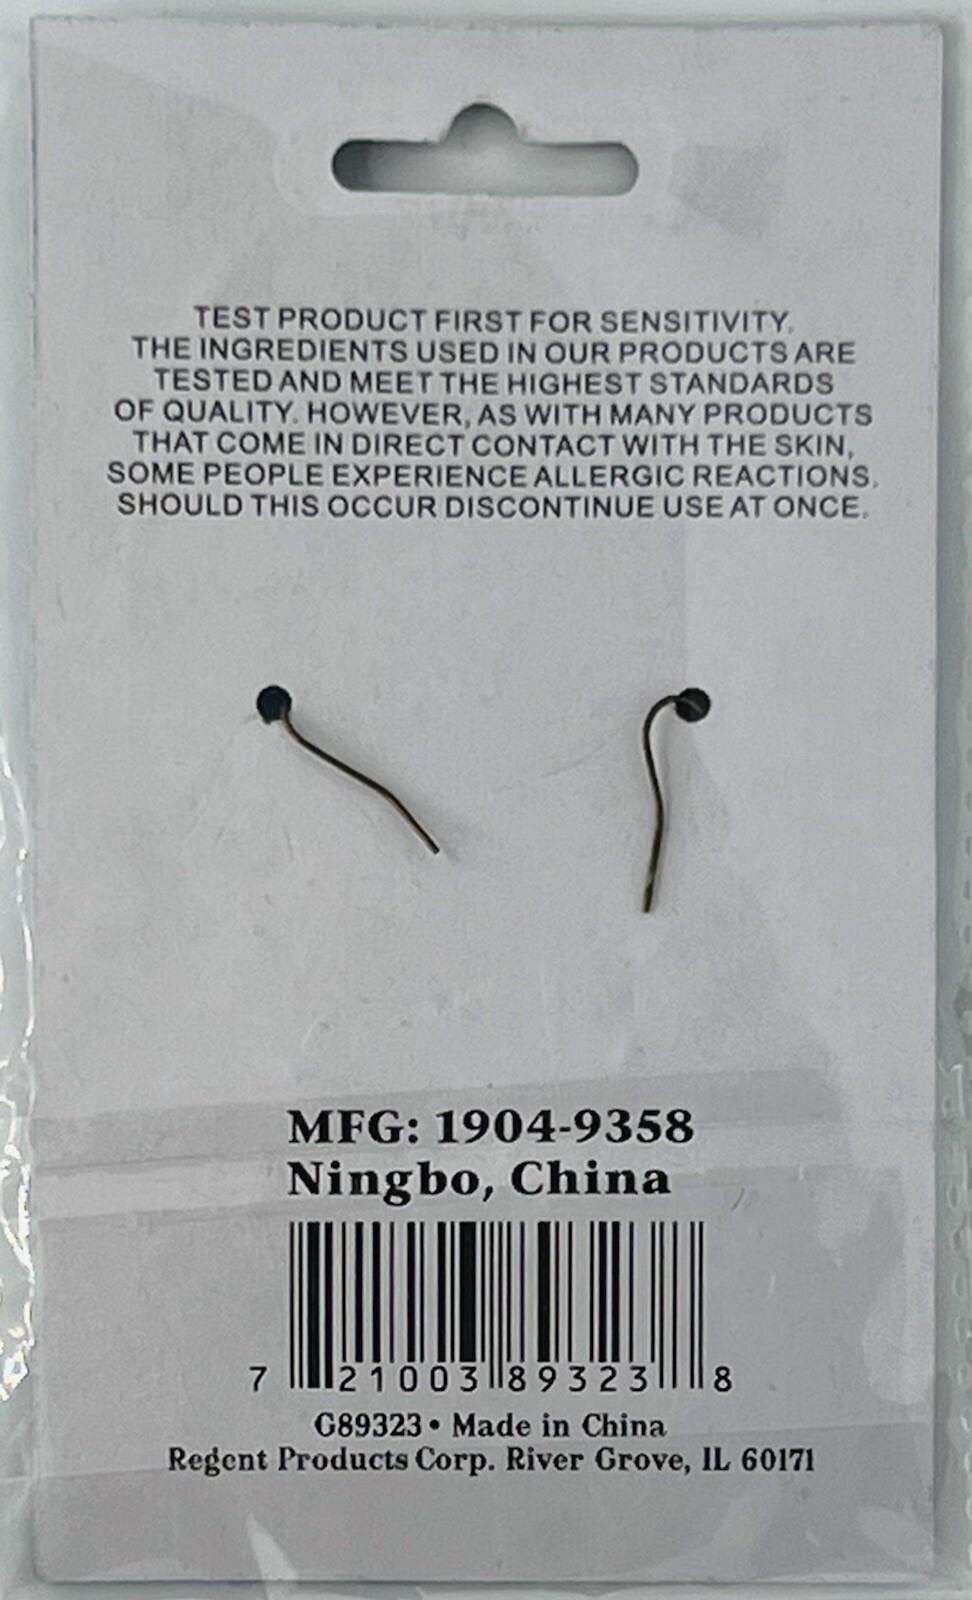 TEST PRODUCT FIRST FOR SENSITIVITY.
THE INGREDIENTS USED IN OUR PRODUCTS ARE
TESTED AND MEET THE HIGHEST STANDARDS
OF QUALITY. HOWEVER, AS WITH MANY PRODUCTS
THAT COME IN DIRECT CONTACT WITH THE SKIN,
SOME PEOPLE EXPERIENCE ALLERGIC REACTIONS.
SHOULD THIS OCCUR DISCONTINUE USE AT ONCE.
MFG: 1904-9358
Ningbo, China
7 21003 89323 8
G89323 • Made in China
Regent Products Corp. River Grove, IL 60171